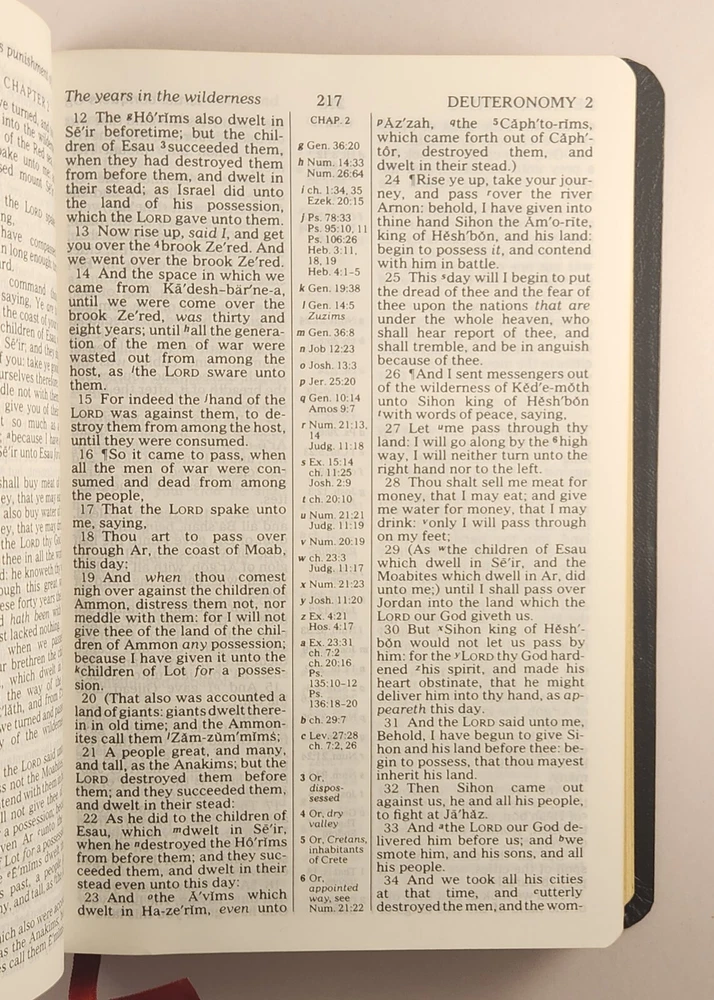 The years in the wilderness 217 DEUTERONOMY 2
12 The gHô′rĭms also dwelt in
Sē′ir beforetime; but the chil-
dren of Esau 3succeeded them,
when they had destroyed them
from before them, and dwelt in
their stead; as Israel did unto
the land of his possession,
which the LORD gave unto them.
13 Now rise up, said I, and get
you over the 4brook Ze′red. And
we went over the brook Ze′red.
14 And the space in which we
came from Kā′desh-bär′ne-a,
until we were come over the
brook Ze′red, was thirty and
eight years; until hall the genera-
tion of the men of war were
wasted out from among the
host, as ithe LORD sware unto
them.
15 For indeed the jhand of the
LORD was against them, to de-
stroy them from among the host,
until they were consumed.
16 ¶So it came to pass, when
all the men of war were con-
sumed and dead from among
the people,
17 That the LORD spake unto
me, saying,
18 Thou art to pass over
through Ar, the coast of Moab,
this day:
19 And when thou comest
nigh over against the children of
Ammon, distress them not, nor
meddle with them: for I will not
give thee of the land of the chil-
dren of Ammon any possession;
because I have given it unto the
kchildren of Lot for a posses-
sion.
20 (That also was accounted a
land of giants: giants dwelt there-
in in old time; and the Ammon-
ites call them lZăm-zŭm′mĭmś;
21 A people great, and many,
and tall, as the Anakims; but the
LORD destroyed them before
them; and they succeeded them,
and dwelt in their stead:
22 As he did to the children of
Esau, which mdwelt in Sē′ir,
when he ndestroyed the Hô′rĭms
from before them; and they suc-
ceeded them, and dwelt in their
stead even unto this day:
23 And othe Ā′vĭms which
dwelt in Ha-ze′rĭm, even unto
CHAP. 2
g Gen. 36:20
h Num. 14:33
Num. 26:64
i ch. 1:34, 35
Ezek. 20:15
j Ps. 78:33
Ps. 95:10, 11
Ps. 106:26
Heb. 3:11,
18, 19
Heb. 4:1–5
k Gen. 19:38
l Gen. 14:5
Zuzims
m Gen. 36:8
n Job 12:23
o Josh. 13:3
p Jer. 25:20
q Gen. 10:14
Amos 9:7
r Num. 21:13,
14
Judg. 11:18
s Ex. 15:14
ch. 11:25
Josh. 2:9
t ch. 20:10
u Num. 21:21
Judg. 11:19
v Num. 20:19
w ch. 23:3
Judg. 11:17
x Num. 21:23
y Josh. 11:20
z Ex. 4:21
Hos. 4:17
a Ex. 23:31
ch. 7:2
ch. 20:16
Ps.
135:10–12
Ps.
136:18–20
b ch. 29:7
c Lev. 27:28
ch. 7:2, 26
3 Or,
dispos-
sessed
4 Or, dry
valley
5 Or, Cretans,
inhabitants
of Crete
6 Or,
appointed
way, see
Num. 21:22
pĀz′zah, qthe 5Căph′to-rĭms,
which came forth out of Căph′-
tôr, destroyed them, and
dwelt in their stead.)
24 ¶Rise ye up, take your jour-
ney, and pass rover the river
Arnon: behold, I have given into
thine hand Sihon the Ăm′o-rīte,
king of Hĕsh′bŏn, and his land:
begin to possess it, and contend
with him in battle.
25 This sday will I begin to put
the dread of thee and the fear of
thee upon the nations that are
under the whole heaven, who
shall hear report of thee, and
shall tremble, and be in anguish
because of thee.
26 ¶And I sent messengers out
of the wilderness of Kĕd′e-mŏth
unto Sihon king of Hĕsh′bŏn
twith words of peace, saying,
27 Let ume pass through thy
land: I will go along by the 6high
way, I will neither turn unto the
right hand nor to the left.
28 Thou shalt sell me meat for
money, that I may eat; and give
me water for money, that I may
drink: vonly I will pass through
on my feet;
29 (As wthe children of Esau
which dwell in Sē′ir, and the
Moabites which dwell in Ar, did
unto me;) until I shall pass over
Jordan into the land which the
LORD our God giveth us.
30 But xSihon king of Hĕsh′-
bŏn would not let us pass by
him: for the yLORD thy God hard-
ened zhis spirit, and made his
heart obstinate, that he might
deliver him into thy hand, as ap-
peareth this day.
31 And the LORD said unto me,
Behold, I have begun to give Si-
hon and his land before thee: be-
gin to possess, that thou mayest
inherit his land.
32 Then Sihon came out
against us, he and all his people,
to fight at Jā′hăz.
33 And athe LORD our God de-
livered him before us; and bwe
smote him, and his sons, and all
his people.
34 And we took all his cities
at that time, and cutterly
destroyed the men, and the wom-